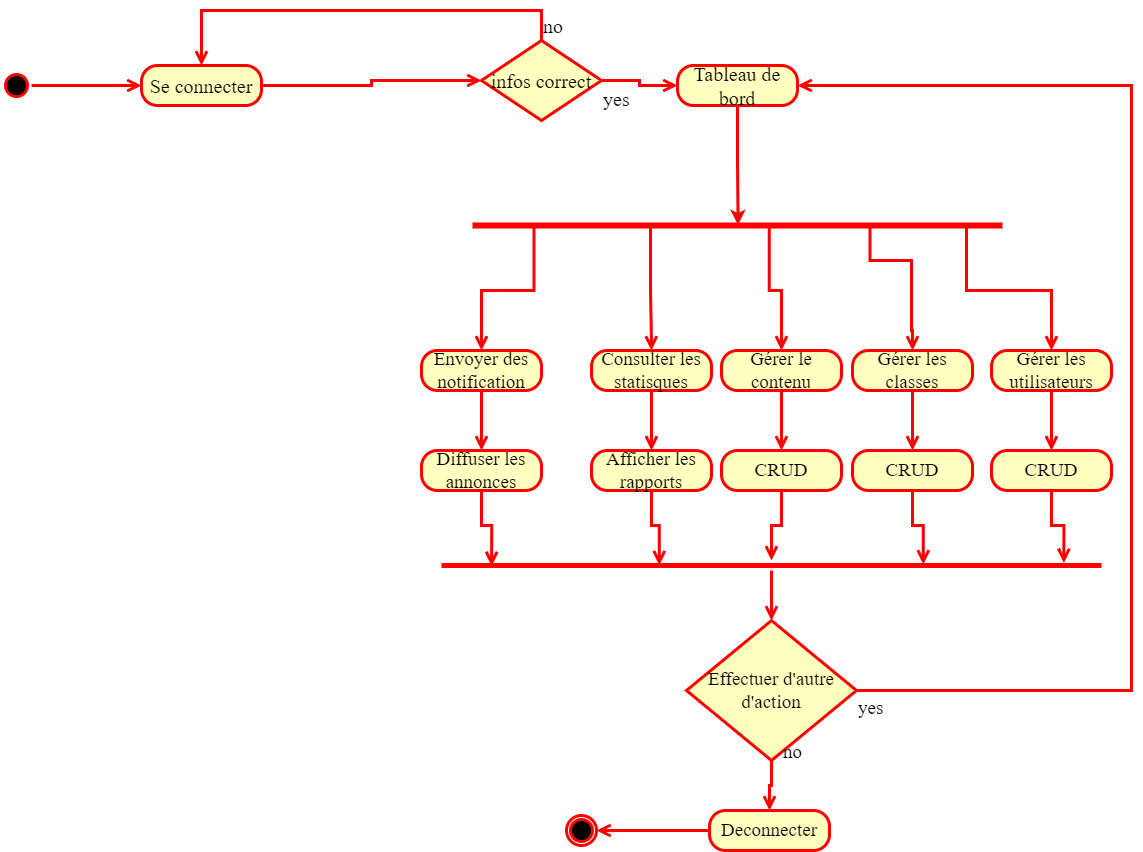 no
Se connecter
infos correct
yes
Tableau de
bord
Envoyer des
notification
Consulter les
statisques
Gérer le
contenu
Gérer les
classes
Gérer les
utilisateurs
Diffuser les
annonces
Afficher les
rapports
CRUD
CRUD
CRUD
Effectuer d'autre
d'action
yes
no
Deconnecter